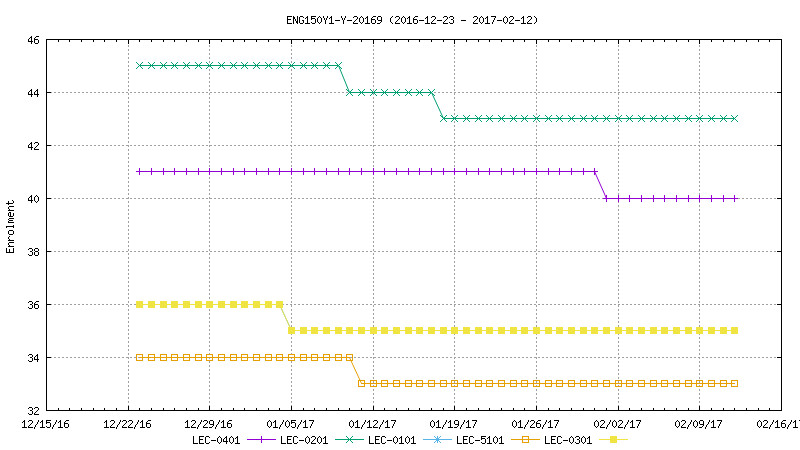 ENG150Y1-Y-20169 (2016-12-23 - 2017-02-12)
46
44
42
40
38
36
34
32
Enrolment
12/15/16 12/22/16 12/29/16 01/05/17 01/12/17 01/19/17 01/26/17 02/02/17 02/09/17 02/16/1
LEC-0401 LEC-0201 LEC-0101 LEC-5101 LEC-0301